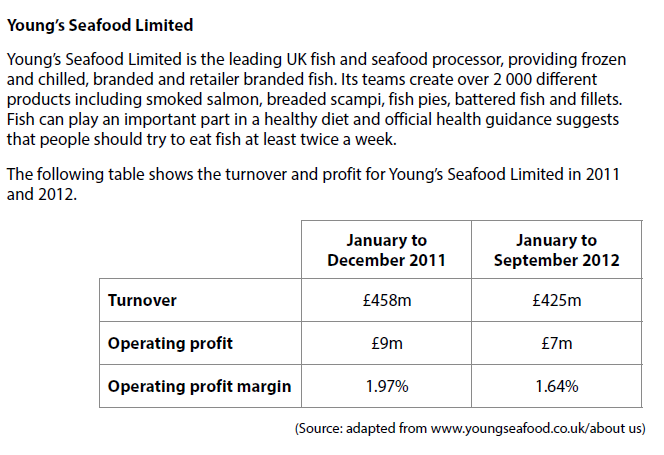 Young's Seafood Limited
Young's Seafood Limited is the leading UK fish and seafood processor, providing frozen
and chilled, branded and retailer branded fish. Its teams create over 2 000 different
products including smoked salmon, breaded scampi, fish pies, battered fish and fillets.
Fish can play an important part in a healthy diet and official health guidance suggests
that people should try to eat fish at least twice a week.
The following table shows the turnover and profit for Young's Seafood Limited in 2011
and 2012.
January to January to
December 2011 September 2012
Turnover £458m £425m
Operating profit £9m £7m
Operating profit margin 1.97% 1.64%
(Source: adapted from www.youngseafood.co.uk/about us)